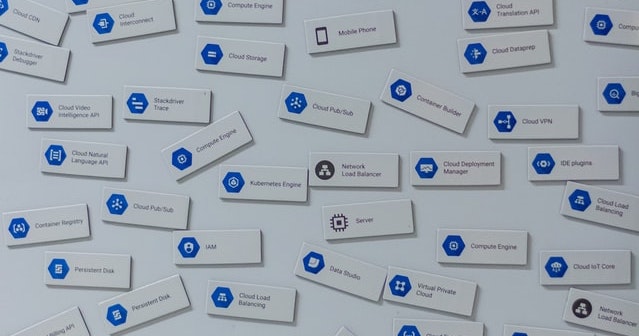 Cloud CDN
Cloud
Interconnect
Compute Engine
Mobile Phone
Cloud
Translation API
Stackdriver
Debugger
Cloud Storage
Cloud Dataprep
Cloud Video
Intelligence API
Stackdriver
Trace
Cloud Pub/Sub
Container Builder
Cloud VPN
Cloud Natural
Language API
Compute Engine
Kubernetes Engine
Network
Load Balancer
Cloud Deployment
Manager
IDE plugins
Cloud Load
Balancing
Container Registry
Cloud Pub/Sub
IAM
Server
Compute Engine
Cloud IoT Core
Persistent Disk
Data Studio
Virtual Private
Cloud
Persistent Disk
Cloud Load
Balancing
Network
Load Balancer
Billing API